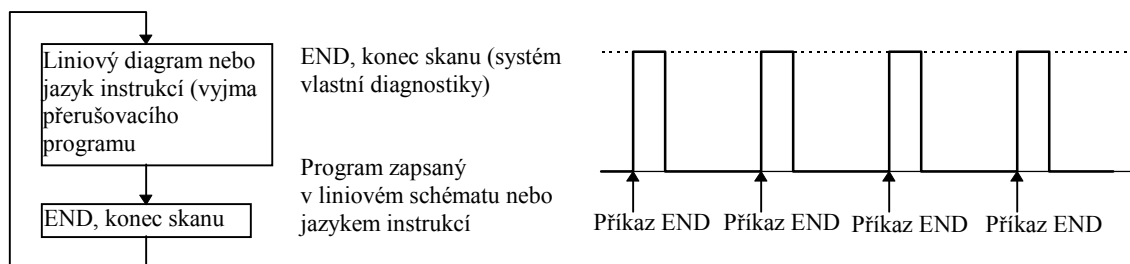 Liniový diagram nebo
jazyk instrukcí (vyjma
přerušovacího
programu
END, konec skanu
END, konec skanu (systém
vlastní diagnostiky)
Program zapsaný
v liniovém schématu nebo
jazykem instrukcí
Příkaz END
Příkaz END
Příkaz END
Příkaz END